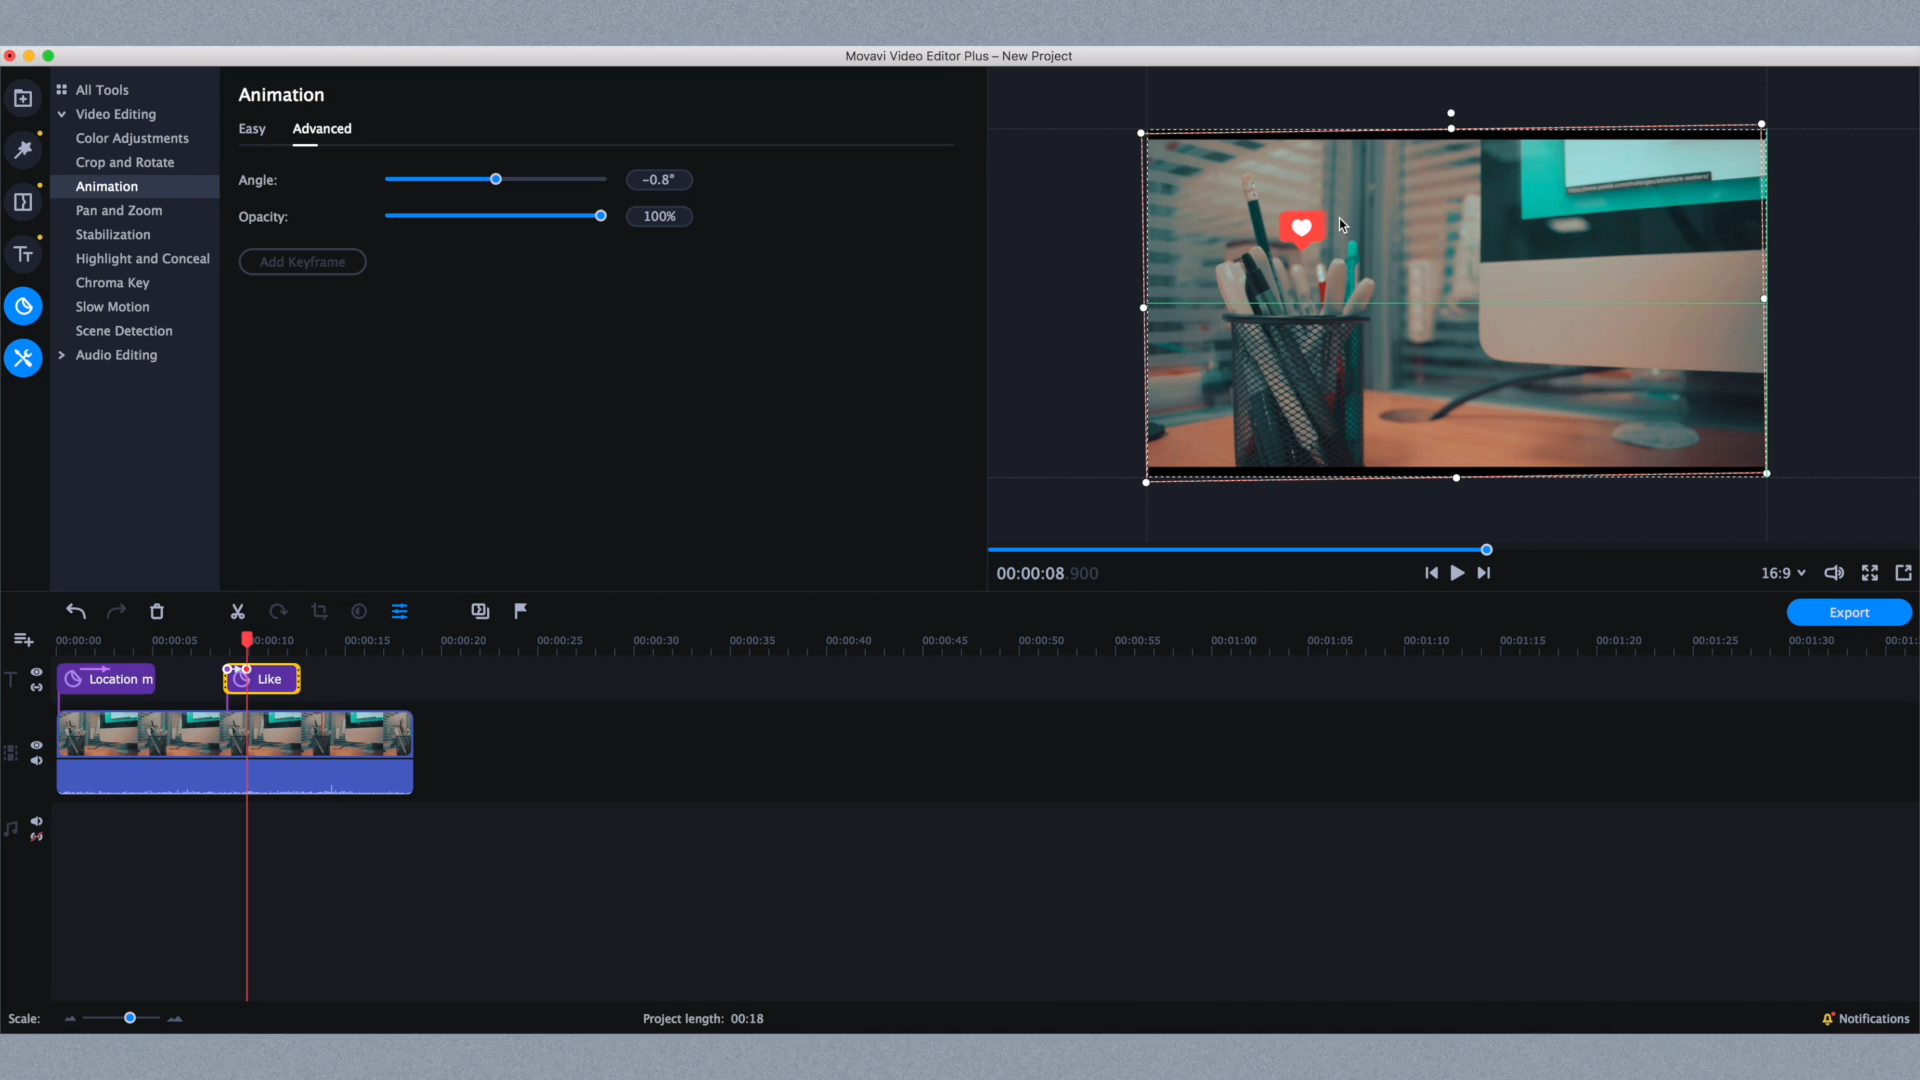 Movavi Video Editor Plus – New Project
All Tools
Video Editing
Color Adjustments
Crop and Rotate
Animation
Pan and Zoom
Stabilization
Highlight and Conceal
Chroma Key
Slow Motion
Scene Detection
Audio Editing
Animation
Easy Advanced
Angle: -0.8°
Opacity: 100%
Add Keyframe
00:00:08.900
16:9
Export
00:00:00 00:00:05 00:00:10 00:00:15 00:00:20 00:00:25 00:00:30 00:00:35 00:00:40 00:00:45 00:00:50 00:00:55 00:01:00 00:01:05 00:01:10 00:01:15 00:01:20 00:01:25 00:01:30
Location m Like
Scale: Project length: 00:18 Notifications